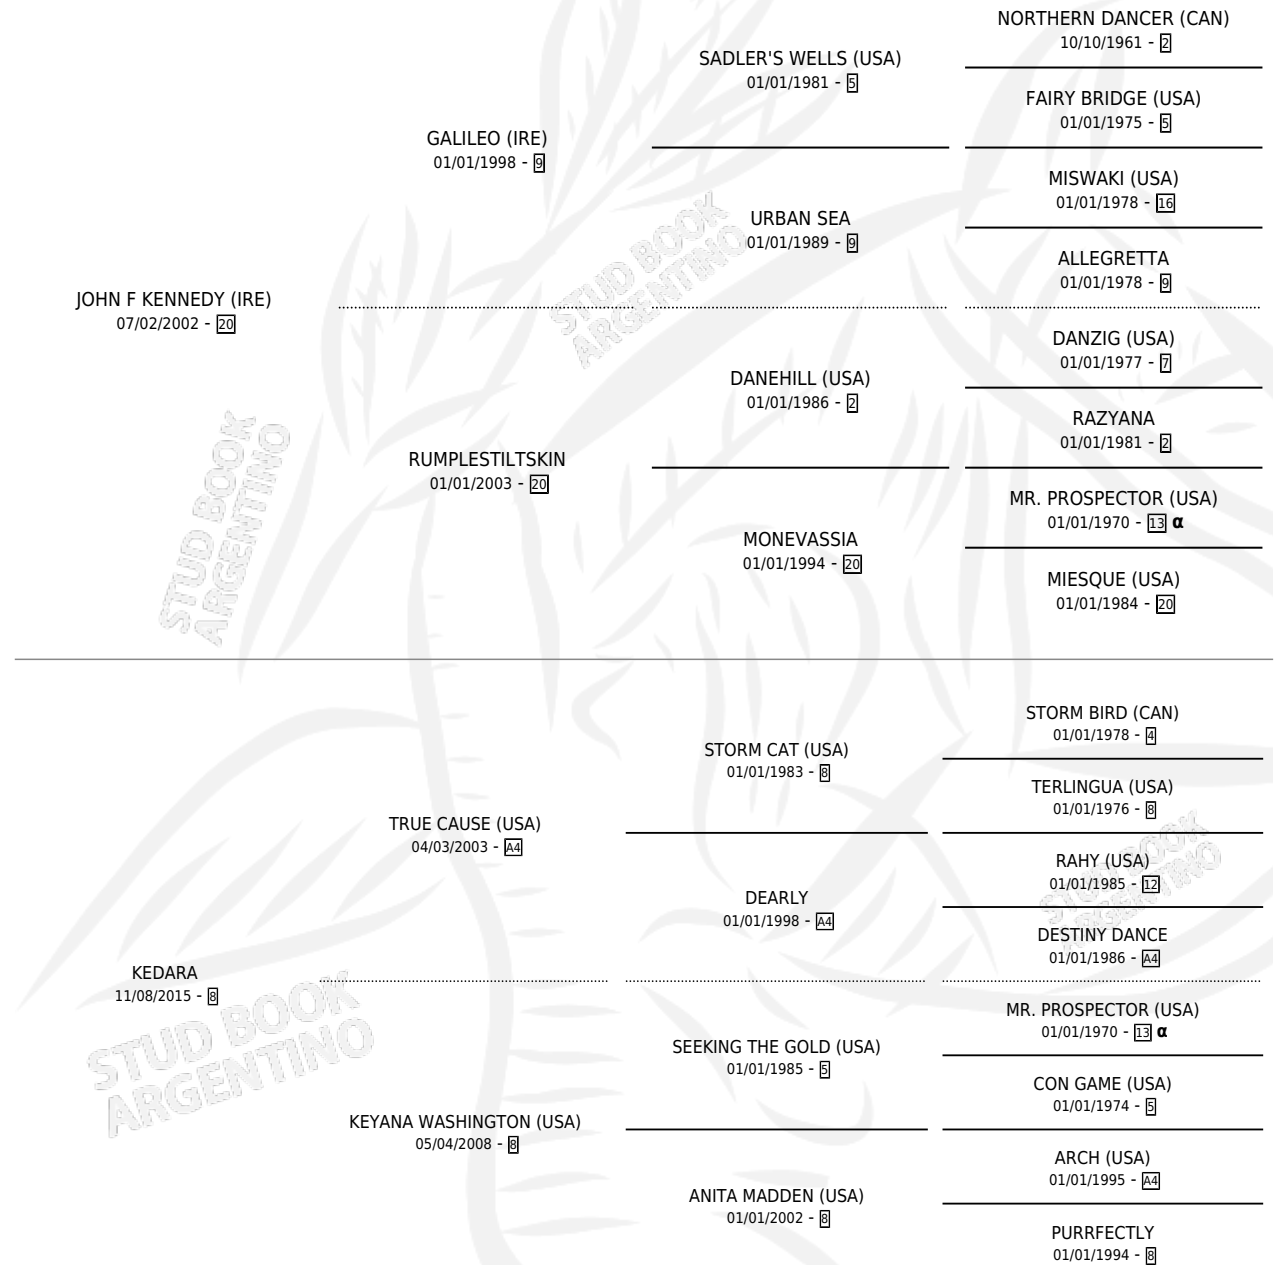 NORTHERN DANCER (CAN)
10/10/1961 - 2
SADLER'S WELLS (USA)
01/01/1981 - 5
FAIRY BRIDGE (USA)
01/01/1975 - 5
GALILEO (IRE)
01/01/1998 - 9
MISWAKI (USA)
01/01/1978 - 16
URBAN SEA
01/01/1989 - 9
ALLEGRETTA
01/01/1978 - 9
JOHN F KENNEDY (IRE)
07/02/2002 - 20
DANZIG (USA)
01/01/1977 - 7
DANEHILL (USA)
01/01/1986 - 2
RAZYANA
01/01/1981 - 2
RUMPLESTILTSKIN
01/01/2003 - 20
MR. PROSPECTOR (USA)
01/01/1970 - 13 α
MONEVASSIA
01/01/1994 - 20
MIESQUE (USA)
01/01/1984 - 20
STORM BIRD (CAN)
01/01/1978 - 4
STORM CAT (USA)
01/01/1983 - 8
TERLINGUA (USA)
01/01/1976 - 8
TRUE CAUSE (USA)
04/03/2003 - A4
RAHY (USA)
01/01/1985 - 12
DEARLY
01/01/1998 - A4
DESTINY DANCE
01/01/1986 - A4
KEDARA
11/08/2015 - 8
MR. PROSPECTOR (USA)
01/01/1970 - 13 α
SEEKING THE GOLD (USA)
01/01/1985 - 5
CON GAME (USA)
01/01/1974 - 5
KEYANA WASHINGTON (USA)
05/04/2008 - 8
ARCH (USA)
01/01/1995 - A4
ANITA MADDEN (USA)
01/01/2002 - 8
PURRFECTLY
01/01/1994 - 8
STUD BOOK
ARGENTINO
STUD BOOK
ARGENTINO
STUD BOOK
ARGENTINO
STUD BOOK
ARGENTINO